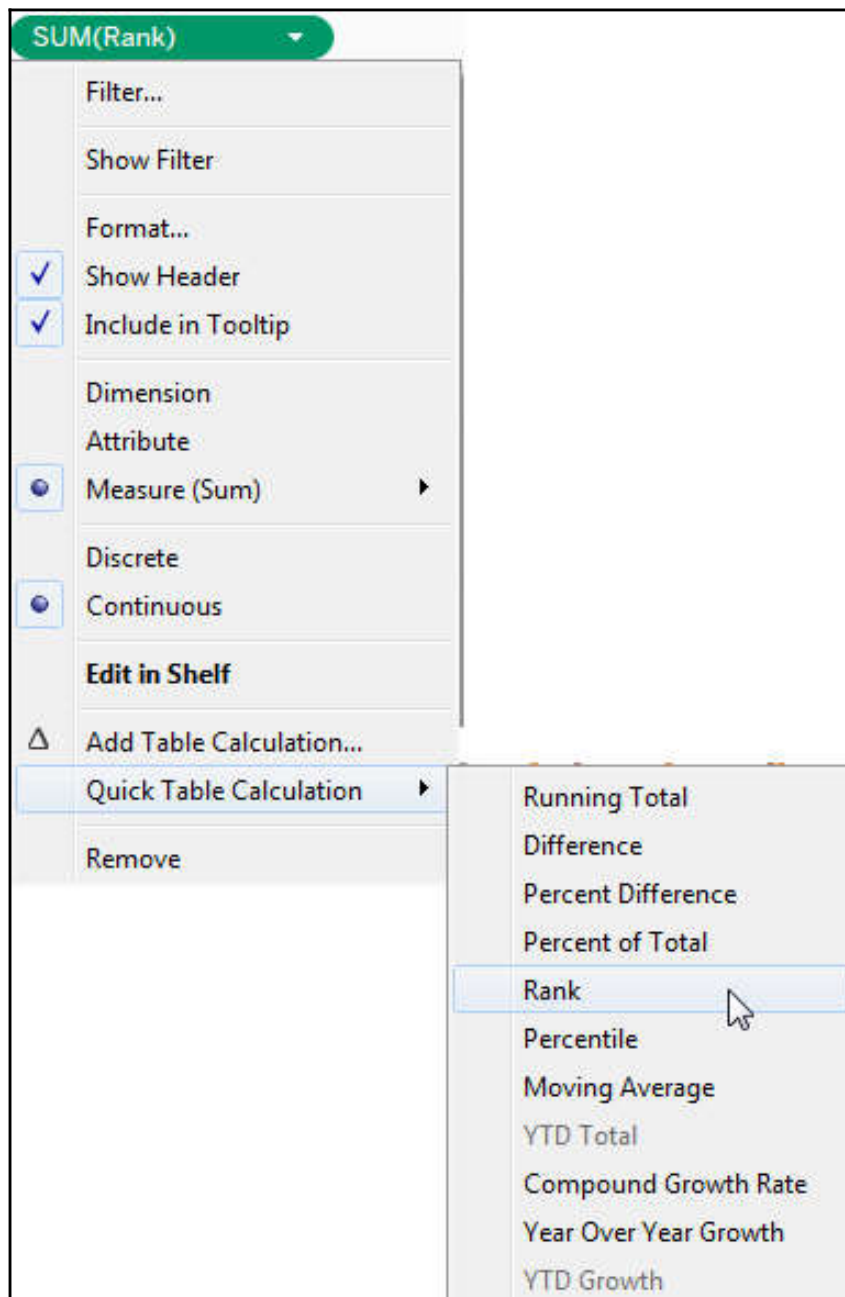 SUM(Rank)
Filter...
Show Filter
Format...
Show Header
Include in Tooltip
Dimension
Attribute
Measure (Sum)
Discrete
Continuous
Edit in Shelf
Add Table Calculation...
Quick Table Calculation
Remove
Running Total
Difference
Percent Difference
Percent of Total
Rank
Percentile
Moving Average
YTD Total
Compound Growth Rate
Year Over Year Growth
YTD Growth